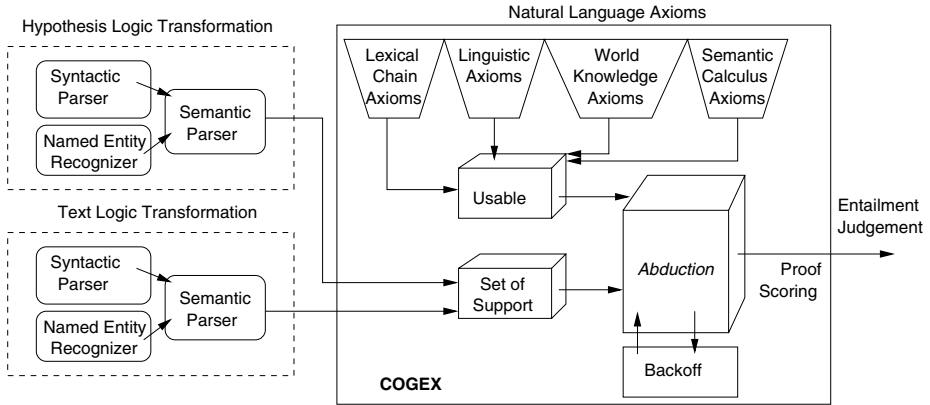 Hypothesis Logic Transformation
Syntactic
Parser
Named Entity
Recognizer
Semantic
Parser
Text Logic Transformation
Syntactic
Parser
Named Entity
Recognizer
Semantic
Parser
Natural Language Axioms
Lexical
Chain
Axioms
Linguistic
Axioms
World
Knowledge
Axioms
Semantic
Calculus
Axioms
Usable
Set of
Support
Abduction
Backoff
COGEX
Proof
Scoring
Entailment
Judgement